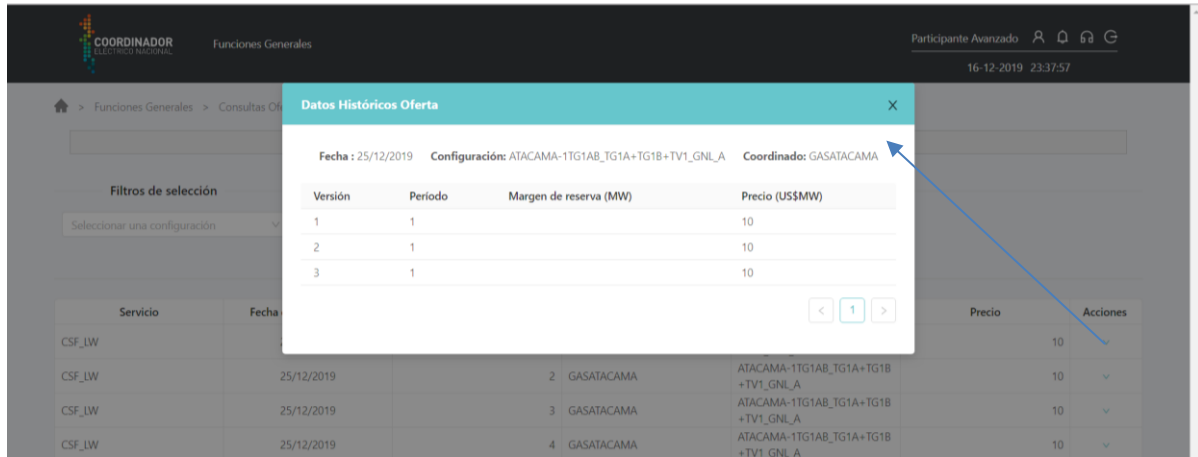 COORDINADOR
ELÉCTRICO NACIONAL
Funciones Generales
Participante Avanzado
16-12-2019 23:37:57
> Funciones Generales > Consultas Ofe
Datos Históricos Oferta X
Fecha : 25/12/2019 Configuración: ATACAMA-1TG1AB_TG1A+TG1B+TV1_GNL_A Coordinado: GASATACAMA
Filtros de selección
Seleccionar una configuración
Versión Período Margen de reserva (MW) Precio (US$MW)
1 1 10
2 1 10
3 1 10
< 1 >
Servicio Fecha Precio Acciones
CSF_LW 10
CSF_LW 25/12/2019 2 GASATACAMA ATACAMA-1TG1AB_TG1A+TG1B
+TV1_GNL_A 10
CSF_LW 25/12/2019 3 GASATACAMA ATACAMA-1TG1AB_TG1A+TG1B
+TV1_GNL_A 10
CSF_LW 25/12/2019 4 GASATACAMA ATACAMA-1TG1AB_TG1A+TG1B
+TV1_GNL_A 10